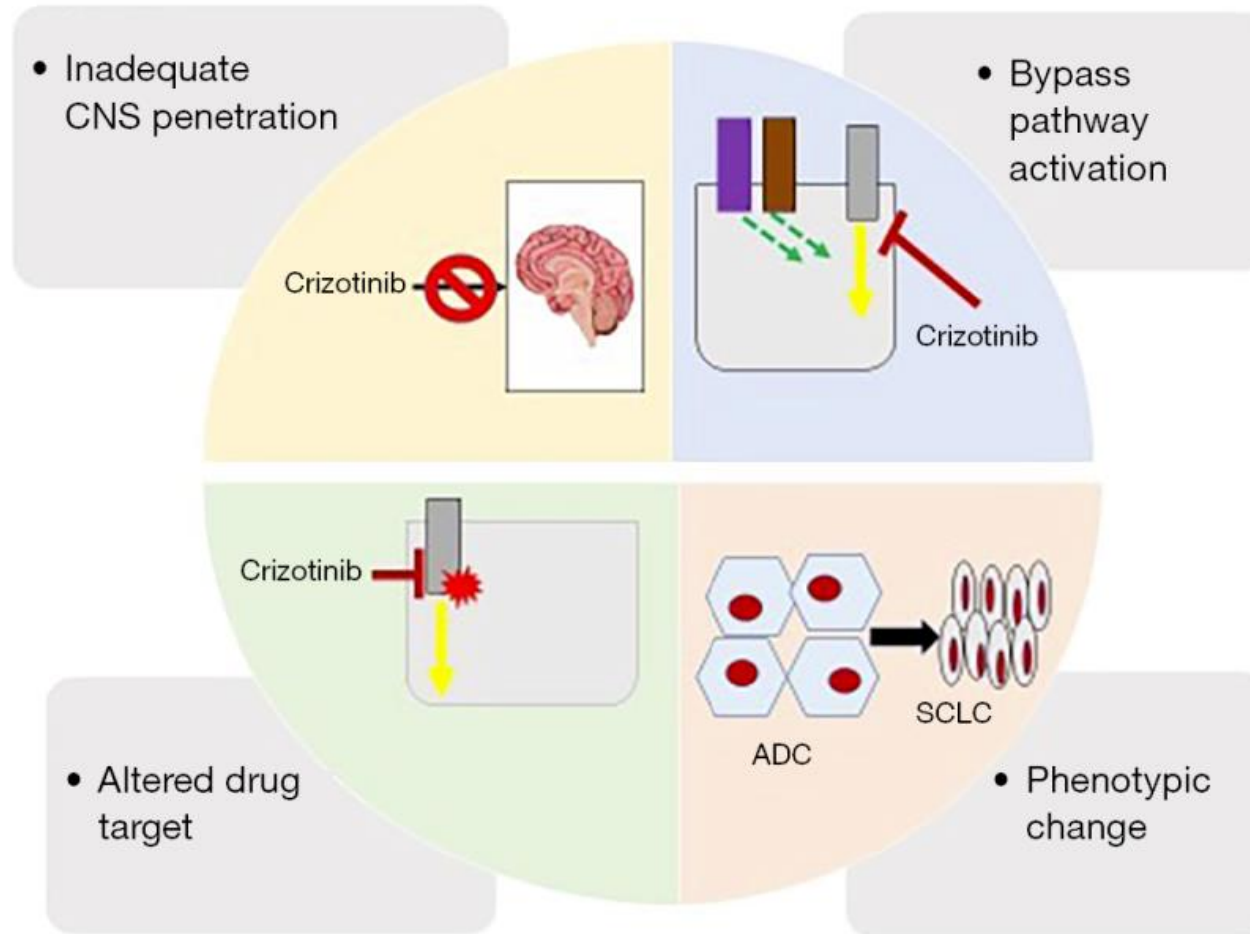 • Inadequate
CNS penetration
• Bypass
pathway
activation
Crizotinib
Crizotinib
Crizotinib
ADC
SCLC
• Altered drug
target
• Phenotypic
change